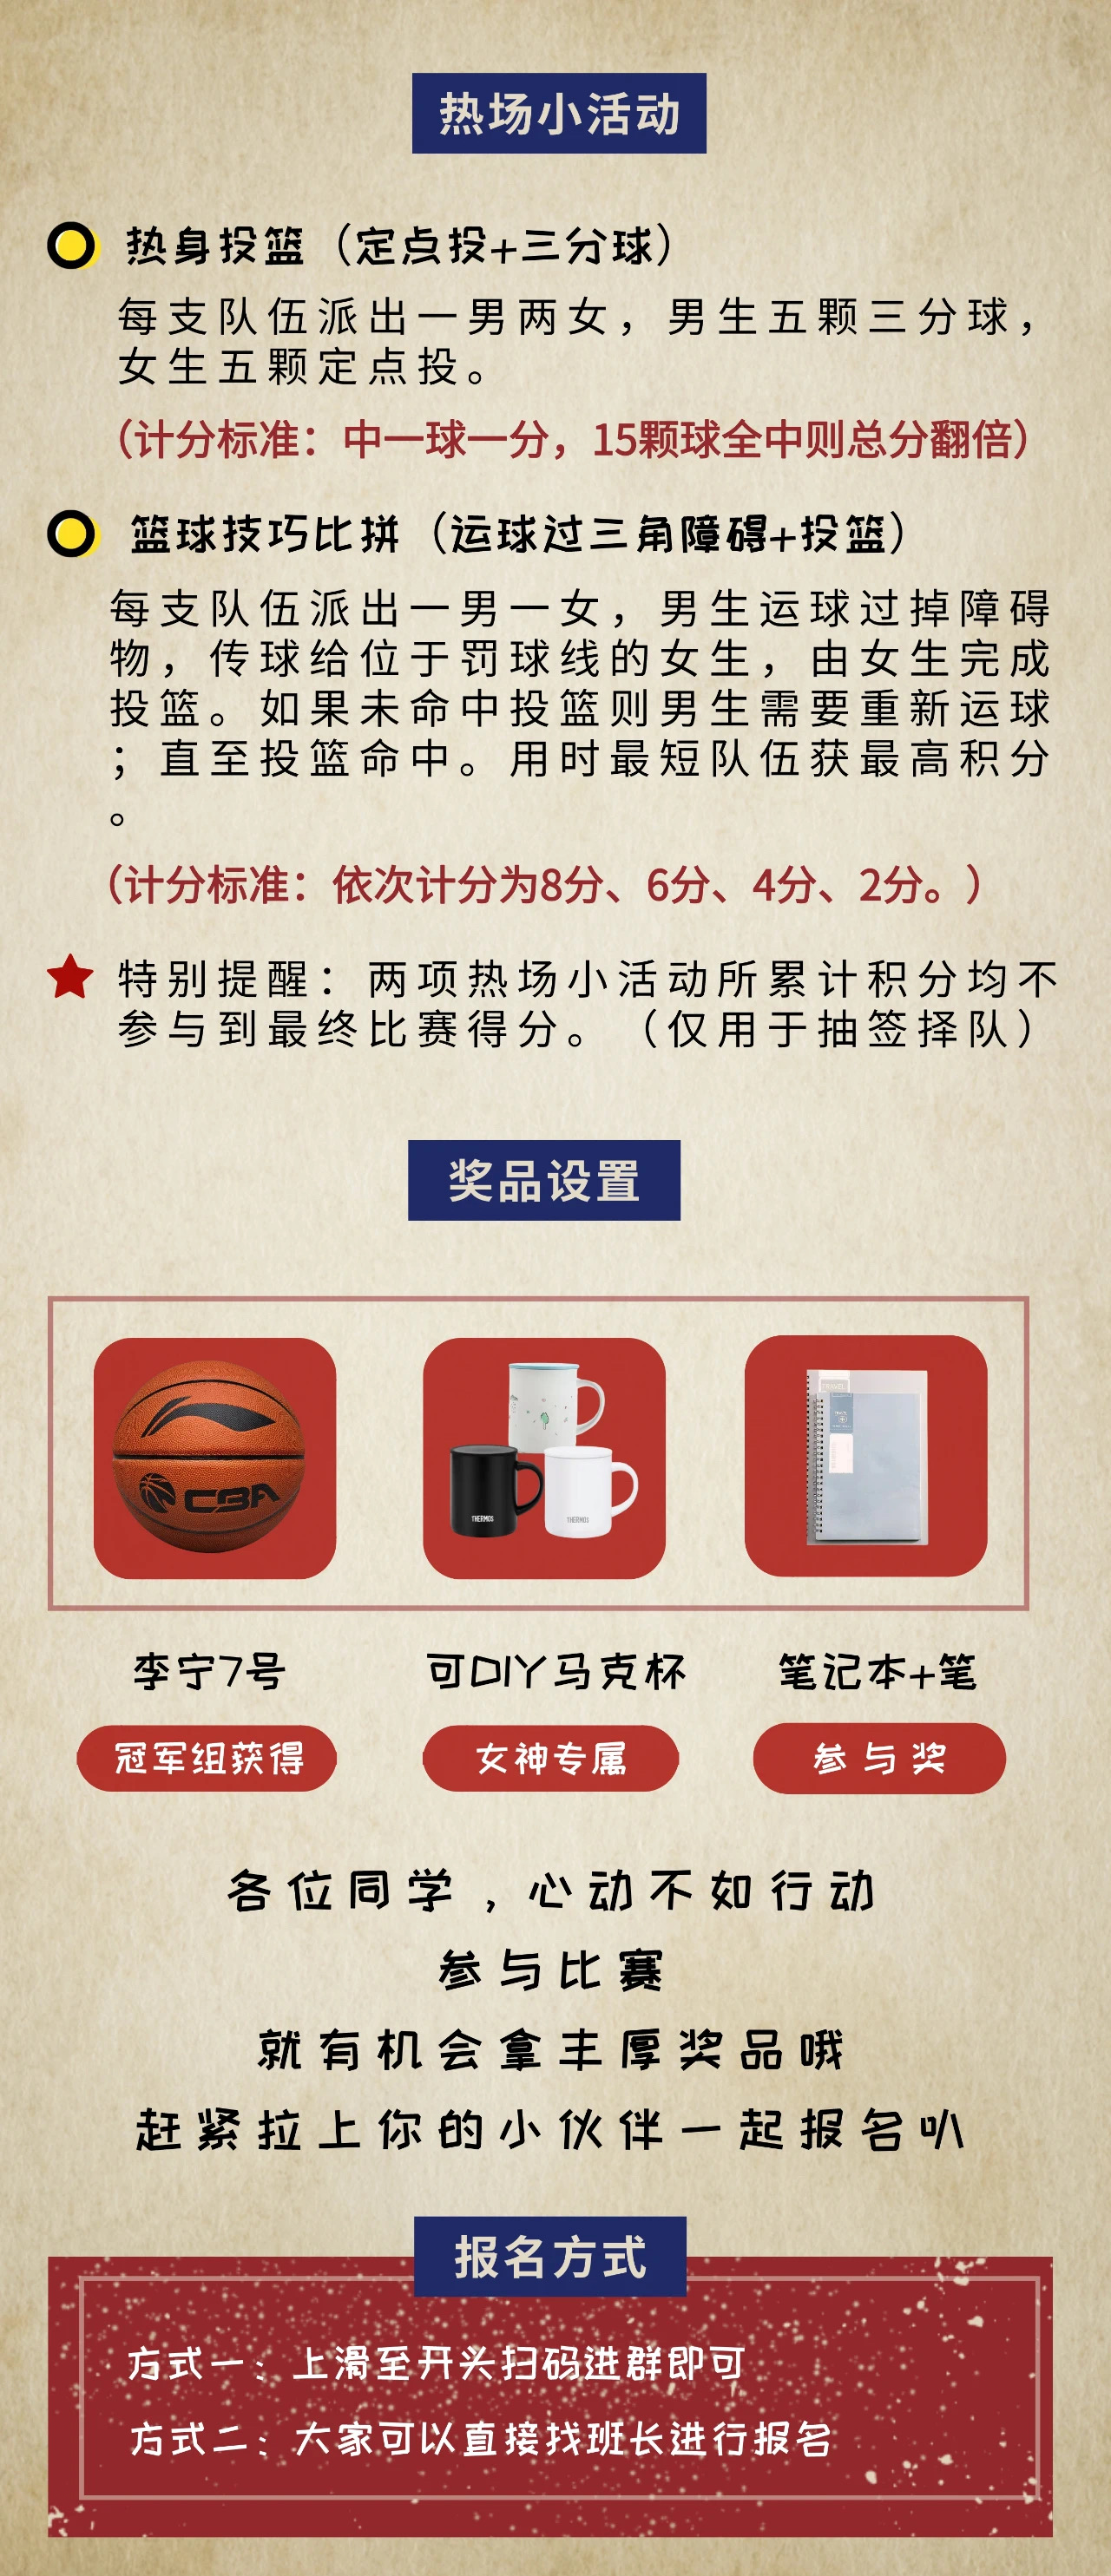 热场小活动
热身投篮（定点投+三分球）
每支队伍派出一男两女，男生五颗三分球，
女生五颗定点投。
（计分标准：中一球一分，15颗球全中则总分翻倍）
篮球技巧比拼（运球过三角障碍+投篮）
每支队伍派出一男一女，男生运球过掉障碍
物，传球给位于罚球线的女生，由女生完成
投篮。如果未命中投篮则男生需要重新运球
；直至投篮命中。用时最短队伍获最高积分
。
（计分标准：依次计分为8分、6分、4分、2分。）
特别提醒：两项热场小活动所累计积分均不
参与到最终比赛得分。（仅用于抽签择队）
奖品设置
CBA
THERMOS
THERMOS
TRAVEL
李宁7号
可DIY马克杯
笔记本+笔
冠军组获得
女神专属
参与奖
各位同学，心动不如行动
参与比赛
就有机会拿丰厚奖品哦
赶紧拉上你的小伙伴一起报名叭
报名方式
方式一：上滑至开头扫码进群即可
方式二：大家可以直接找班长进行报名